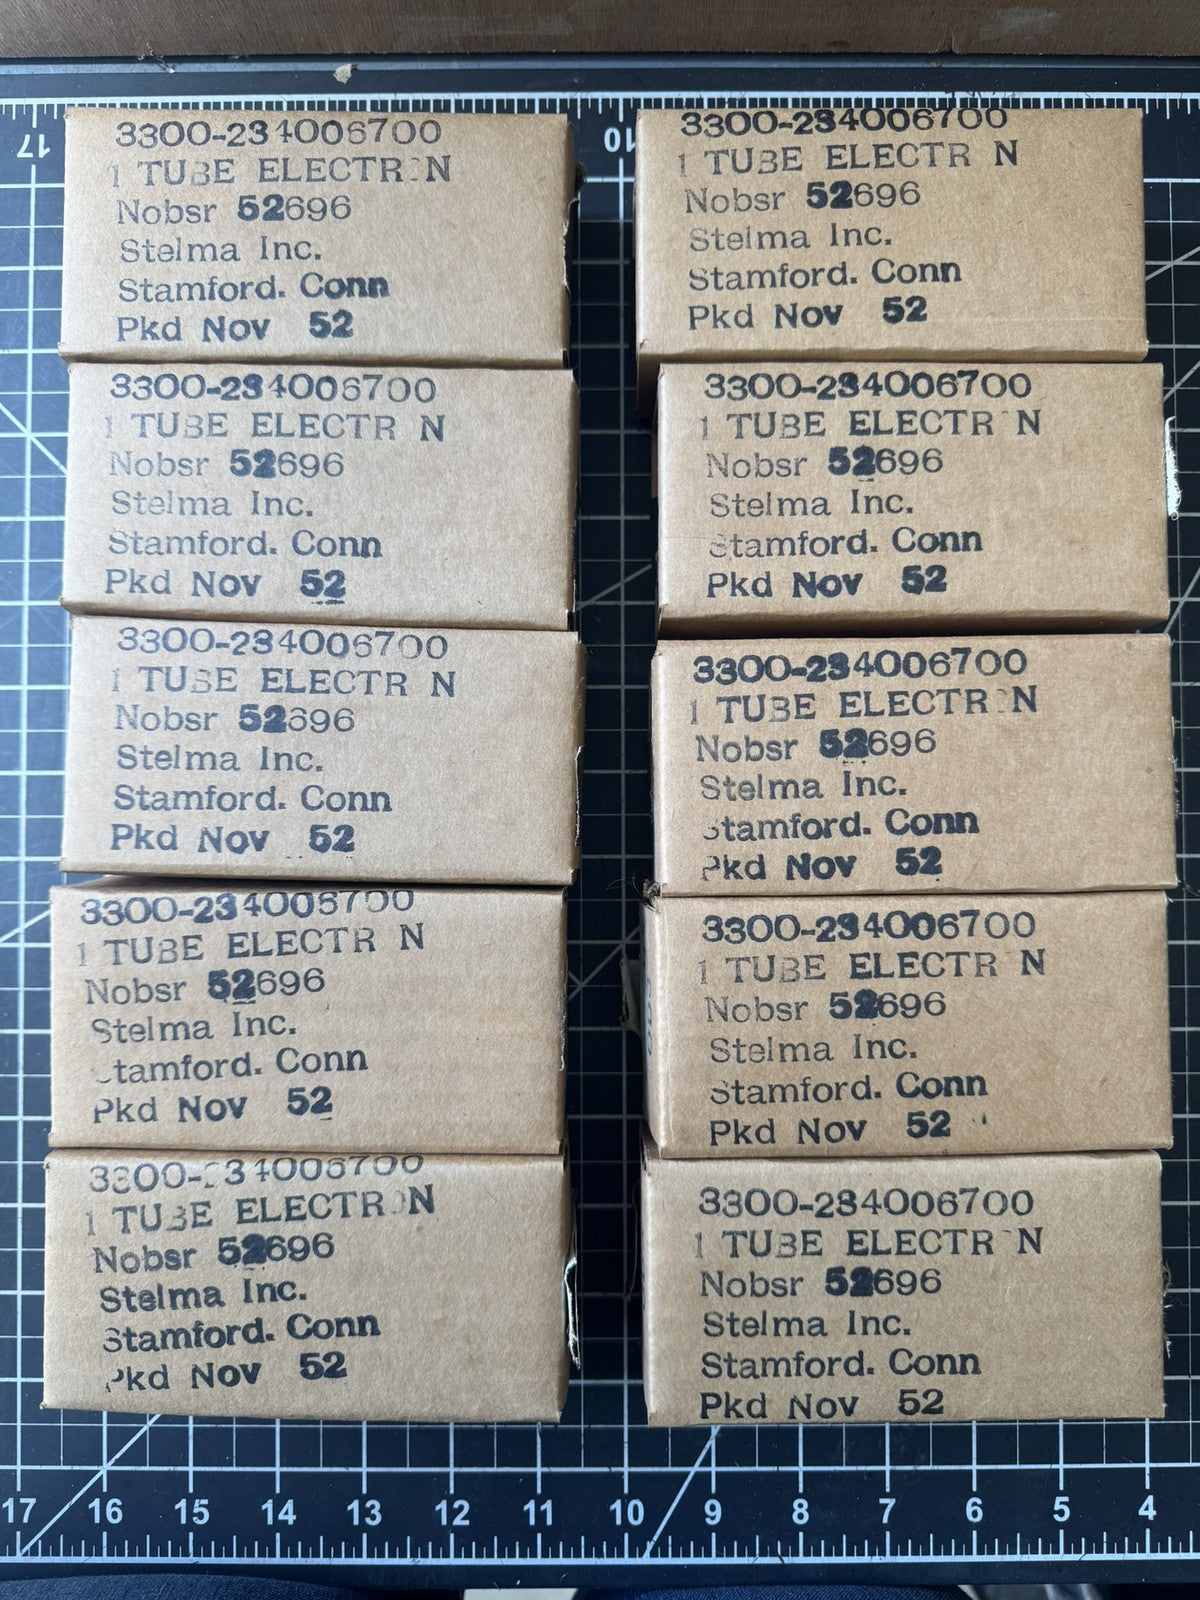 17
10
3300-234006700
1 TUBE ELECTR N
Nobsr 52696
Stelma Inc.
Stamford. Conn
Pkd Nov 52
3300-234006700
1 TUBE ELECTR N
Nobsr 52696
Stelma Inc.
Stamford. Conn
Pkd Nov 52
3300-234006700
1 TUBE ELECTR N
Nobsr 52696
Stelma Inc.
Stamford. Conn
Pkd Nov 52
3300-234006700
1 TUBE ELECTR N
Nobsr 52696
Stelma Inc.
Stamford. Conn
Pkd Nov 52
3300-234006700
1 TUBE ELECTRON
Nobsr 52696
Stelma Inc.
Stamford. Conn
Pkd Nov 52
3300-234006700
1 TUBE ELECTR N
Nobsr 52696
Stelma Inc.
Stamford. Conn
Pkd Nov 52
3300-234006700
1 TUBE ELECTR N
Nobsr 52696
Stelma Inc.
Stamford. Conn
Pkd Nov 52
3300-234006700
1 TUBE ELECTRON
Nobsr 52696
Stelma Inc.
Stamford. Conn
Pkd Nov 52
3300-234006700
1 TUBE ELECTR N
Nobsr 52696
Stelma Inc.
Stamford. Conn
Pkd Nov 52
3300-234006700
1 TUBE ELECTR N
Nobsr 52696
Stelma Inc.
Stamford. Conn
Pkd Nov 52
17 16 15 14 13 12 11 10 9 8 7 6 5 4